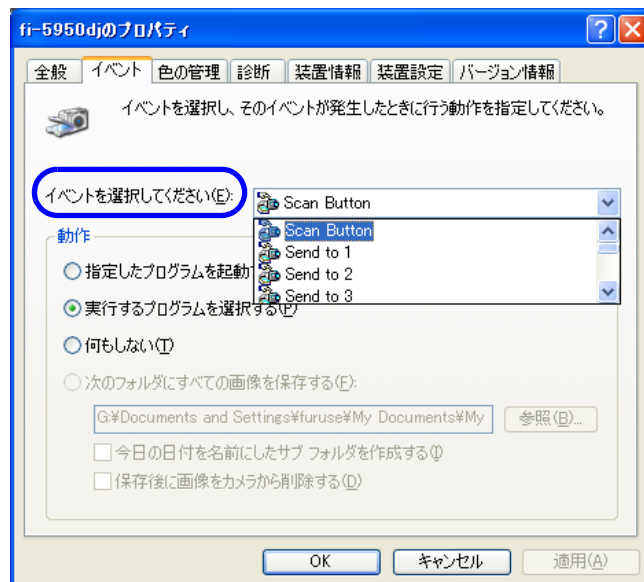 fi-5950djのプロパティ
全般 イベント 色の管理 診断 装置情報 装置設定 バージョン情報
イベントを選択し、そのイベントが発生したときに行う動作を指定してください。
イベントを選択してください(E): Scan Button
Scan Button
Send to 1
Send to 2
Send to 3
動作
指定したプログラムを起動
実行するプログラムを選択する(P)
何もしない(T)
次のフォルダにすべての画像を保存する(F):
G:¥Documents and Settings¥furuse¥My Documents¥My 参照(B)...
今日の日付を名前にしたサブ フォルダを作成する(I)
保存後に画像をカメラから削除する(D)
OK キャンセル 適用(A)